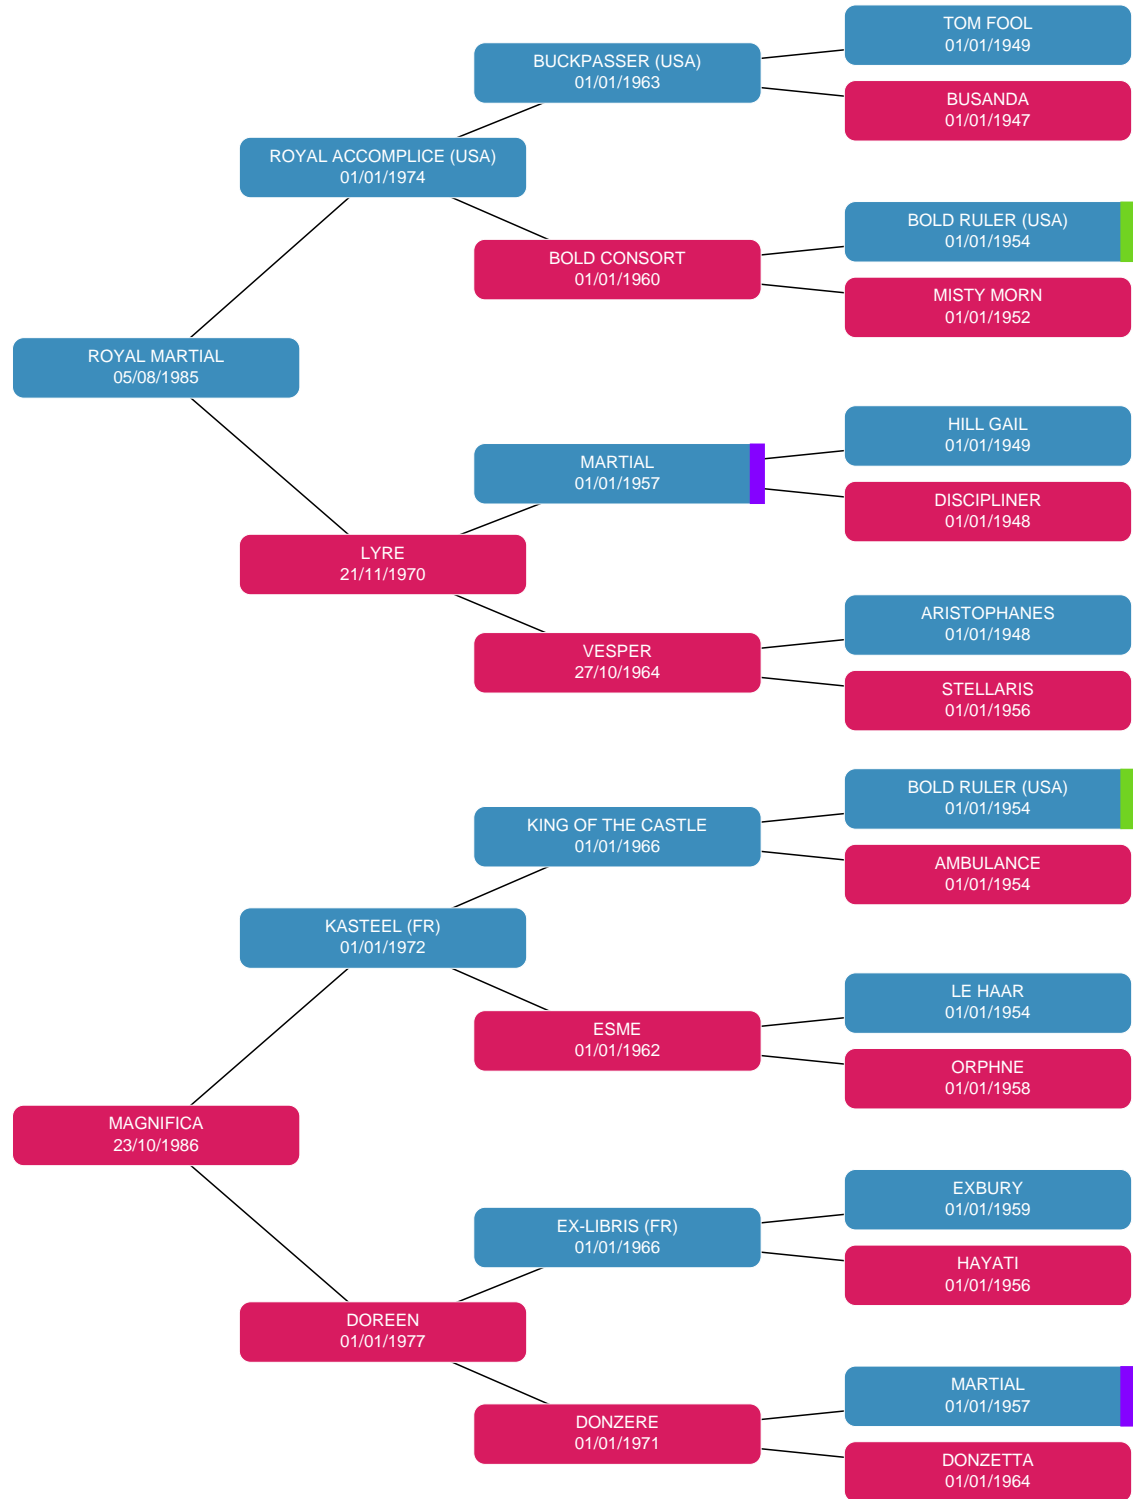 TOM FOOL
01/01/1949
BUCKPASSER (USA)
01/01/1963
BUSANDA
01/01/1947
ROYAL ACCOMPLICE (USA)
01/01/1974
BOLD RULER (USA)
01/01/1954
BOLD CONSORT
01/01/1960
MISTY MORN
01/01/1952
ROYAL MARTIAL
05/08/1985
HILL GAIL
01/01/1949
MARTIAL
01/01/1957
DISCIPLINER
01/01/1948
LYRE
21/11/1970
ARISTOPHANES
01/01/1948
VESPER
27/10/1964
STELLARIS
01/01/1956
BOLD RULER (USA)
01/01/1954
KING OF THE CASTLE
01/01/1966
AMBULANCE
01/01/1954
KASTEEL (FR)
01/01/1972
LE HAAR
01/01/1954
ESME
01/01/1962
ORPHNE
01/01/1958
MAGNIFICA
23/10/1986
EXBURY
01/01/1959
EX-LIBRIS (FR)
01/01/1966
HAYATI
01/01/1956
DOREEN
01/01/1977
MARTIAL
01/01/1957
DONZERE
01/01/1971
DONZETTA
01/01/1964